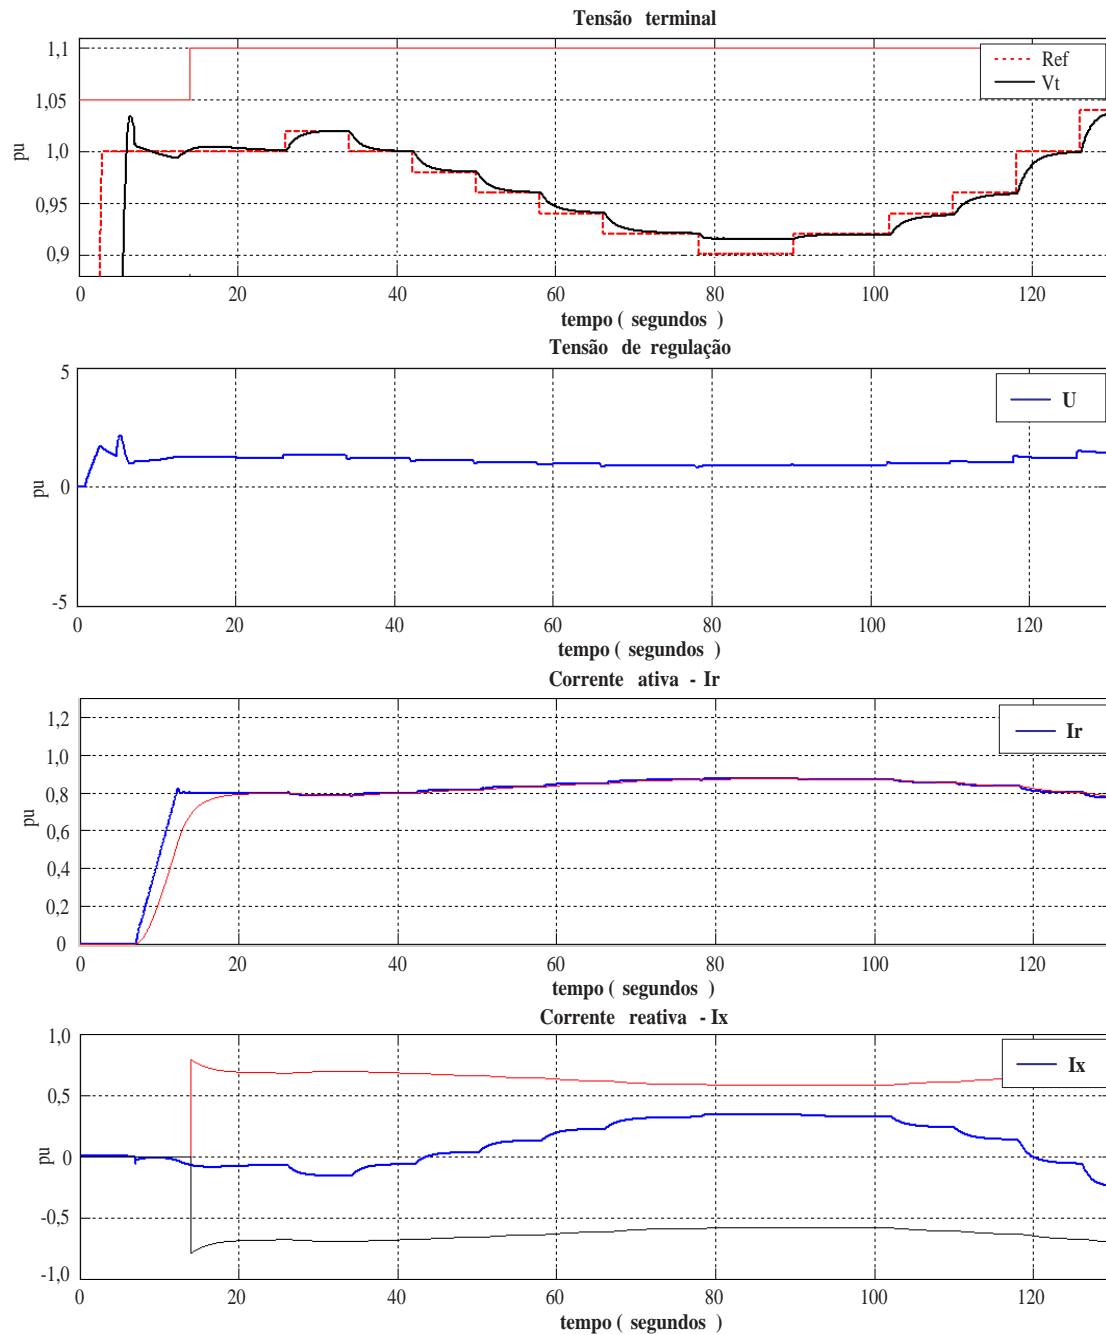 Tensão terminal
1,1
1,05
1.0
0,95
0,9
pu
Ref
Vt
0 20 40 60 80 100 120
tempo ( segundos )
Tensão de regulação
5
0
-5
pu
U
20 40 60 80 100 120
tempo ( segundos )
Corrente ativa - Ir
1,2
1,0
0.8
0,6
0,4
0,2
0
pu
Ir
0 20 40 60 80 100 120
tempo ( segundos )
Corrente reativa - Ix
1,0
0,5
0
-0,5
-1,0
pu
Ix
0 20 40 60 80 100 120
tempo ( segundos )